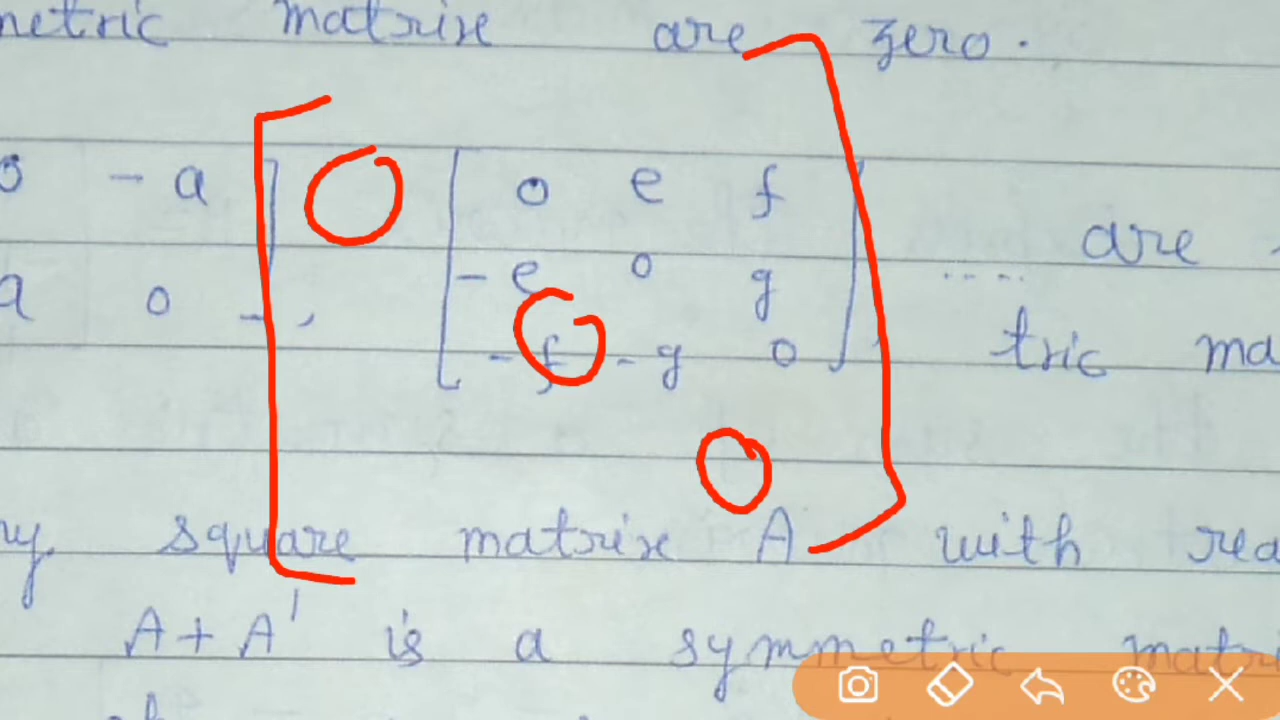 metric matrix are zero.
0 -a ] [ 0 e f ]
a 0 , -e 0 g .... are
-f -g 0 tric ma
ry square matrix A with rea
A+A' is a symmetric matri